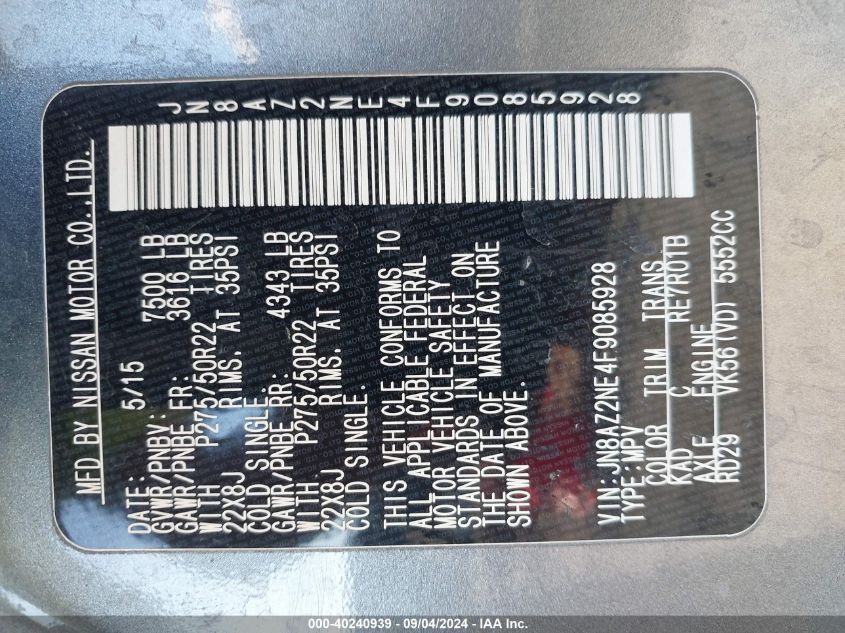 MFD BY NISSAN MOTOR CO.,LTD.
DATE: 5/15
GVWR/PNBV: 7500 LB
GAWR/PNBE FR: 3616 LB
WITH P275/50R22 TIRES
22X8J RIMS. AT 35PSI
COLD SINGLE.
GAWR/PNBE RR: 4343 LB
WITH P275/50R22 TIRES
22X8J RIMS. AT 35PSI
COLD SINGLE.
THIS VEHICLE CONFORMS TO
ALL APPLICABLE FEDERAL
MOTOR VEHICLE SAFETY
STANDARDS IN EFFECT ON
THE DATE OF MANUFACTURE
SHOWN ABOVE.
VIN:JN8AZ2NE4F9085928
TYPE:MPV
COLOR TRIM TRANS
KAD C RE7R01B
AXLE ENGINE
RD29 VK56(VD) 5552CC
JN8AZ2NE4F9085928
000-40240939 - 09/04/2024 - IAA Inc.